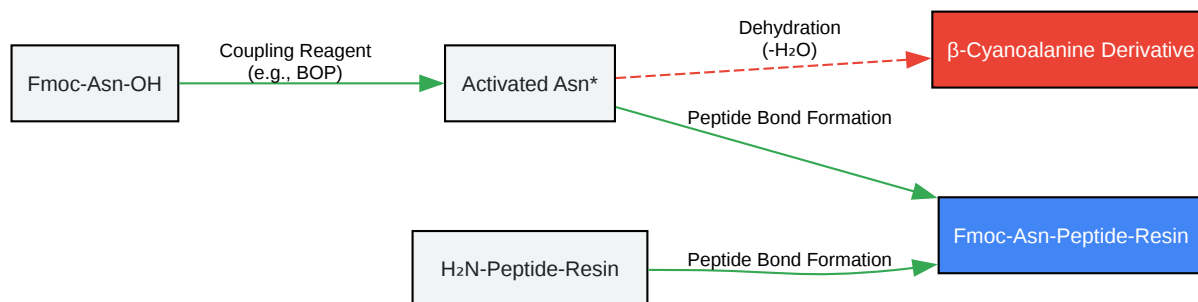 Coupling Reagent
(e.g., BOP)
Dehydration
(-H₂O)
Fmoc-Asn-OH
Activated Asn*
β-Cyanoalanine Derivative
Peptide Bond Formation
Fmoc-Asn-Peptide-Resin
H₂N-Peptide-Resin
Peptide Bond Formation